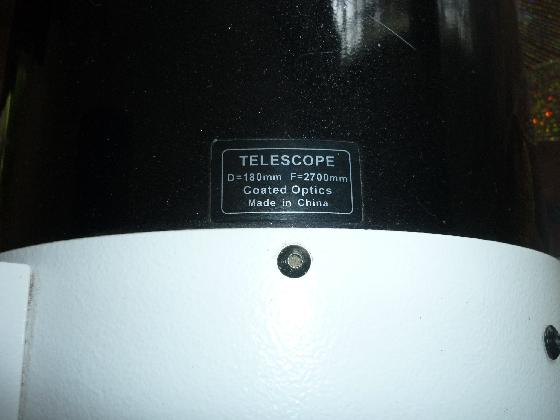 TELESCOPE
D=180mm F=2700mm
Coated Optics
Made in China